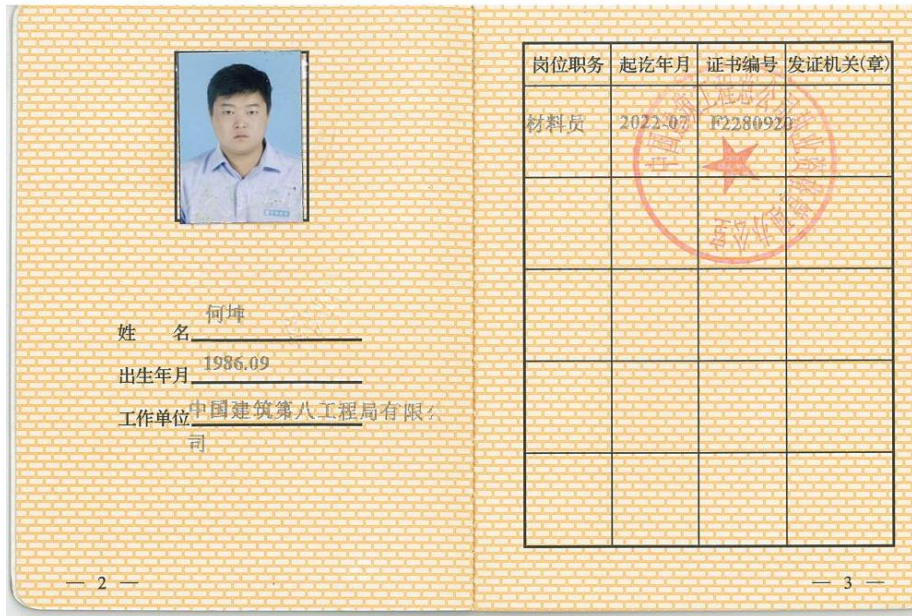 何坤
姓 名
1986.09
出生年月
工作单位 中国建筑第八工程局有限公
司
— 2 —
岗位职务 起讫年月 证书编号 发证机关(章)
材料员 2022-07 F2280920
— 3 —